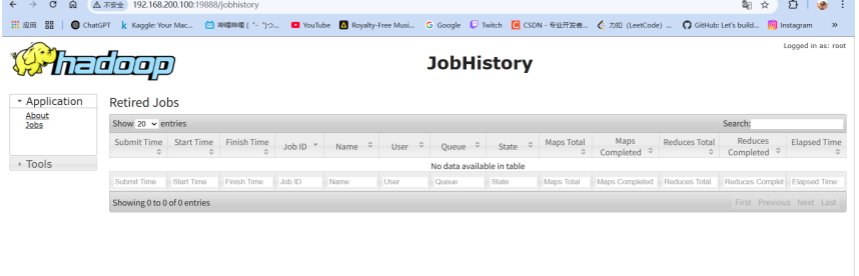 不安全 192.168.200.100:19888/jobhistory
应用 ChatGPT Kaggle: Your Mac... YouTube Royalty-Free Musi... Google Twitch CSDN - 专业开发者... 力扣 (LeetCode) ... GitHub: Let's build... Instagram »
Logged in as: root
hadoop
JobHistory
Application
About
Jobs
Tools
Retired Jobs
Show 20 entries
Search:
Submit Time Start Time Finish Time Job ID Name User Queue State Maps Total Maps Completed Reduces Total Reduces Completed Elapsed Time
No data available in table
Submit Time Start Time Finish Time Job ID Name User Queue State Maps Total Maps Completed Reduces Total Reduces Complet Elapsed Time
Showing 0 to 0 of 0 entries
First Previous Next Last